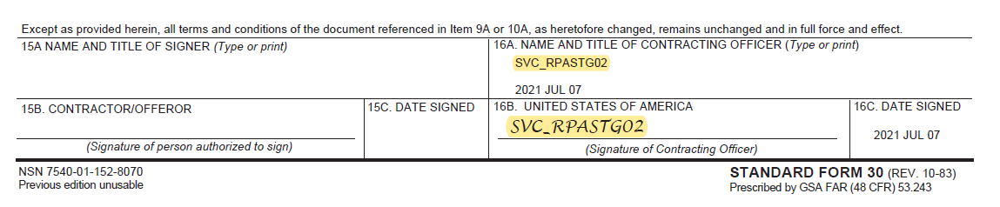 Except as provided herein, all terms and conditions of the document referenced in Item 9A or 10A, as heretofore changed, remains unchanged and in full force and effect.
15A NAME AND TITLE OF SIGNER (Type or print)
16A. NAME AND TITLE OF CONTRACTING OFFICER (Type or print)
SVC_RPASTG02
2021 JUL 07
15B. CONTRACTOR/OFFEROR
15C. DATE SIGNED
16B. UNITED STATES OF AMERICA
16C. DATE SIGNED
SVC_RPASTG02
2021 JUL 07
(Signature of person authorized to sign)
(Signature of Contracting Officer)
NSN 7540-01-152-8070
Previous edition unusable
STANDARD FORM 30 (REV. 10-83)
Prescribed by GSA FAR (48 CFR) 53.243